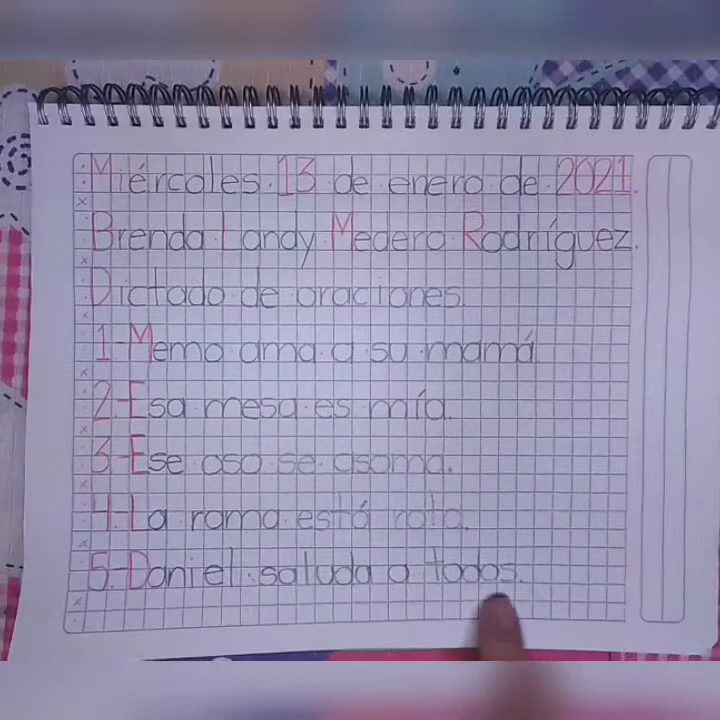 Miércoles 13 de enero de 2021.
Brenda Landy Medero Rodríguez.
Dictado de oraciones.
1-Memo ama a su mamá.
2-Esa mesa es mía.
3-Ese oso se asoma.
4-La rama está rota.
5-Daniel saluda a todos.